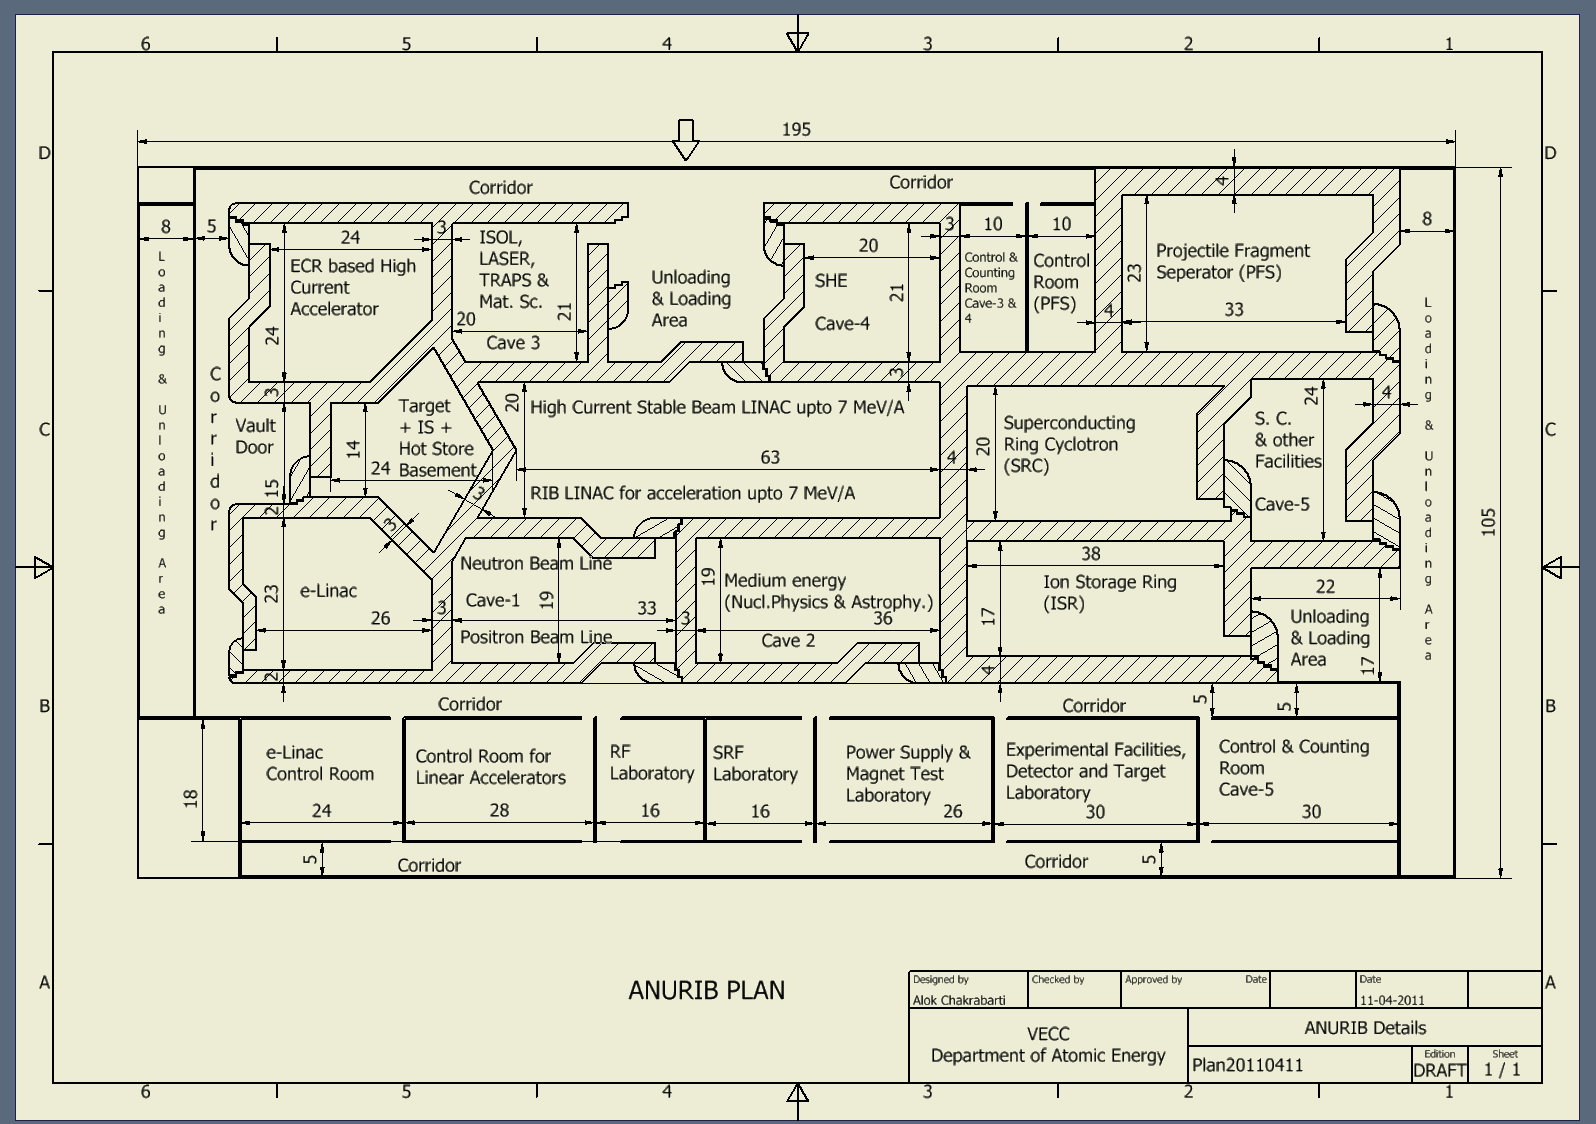 6 5 4 3 2 1
D D
195
Corridor
Corridor
4
8
5
24
3
ISOL,
LASER,
TRAPS &
Mat. Sc.
20
21
Cave 3
ECR based High
Current
Accelerator
24
Unloading
& Loading
Area
20
SHE
Cave-4
21
3
10
10
Control &
Counting
Room
Cave-3 &
4
Control
Room
(PFS)
23
Projectile Fragment
Seperator (PFS)
33
4
8
Loading & Unloading Area
Corridor
Loading & Unloading Area
C C
3
Vault
Door
15
2
14
Target
+ IS +
Hot Store
Basement
24
3
3
20
High Current Stable Beam LINAC upto 7 MeV/A
63
RIB LINAC for acceleration upto 7 MeV/A
3
4
20
Superconducting
Ring Cyclotron
(SRC)
24
4
S. C.
& other
Facilities
Cave-5
105
23
e-Linac
26
2
3
Neutron Beam Line
Cave-1
19
33
Positron Beam Line
3
19
Medium energy
(Nucl.Physics & Astrophy.)
36
Cave 2
38
Ion Storage Ring
(ISR)
17
4
22
Unloading
& Loading
Area
17
B B
Corridor
Corridor
5
5
18
e-Linac
Control Room
24
Control Room for
Linear Accelerators
28
RF
Laboratory
16
SRF
Laboratory
16
Power Supply &
Magnet Test
Laboratory
26
Experimental Facilities,
Detector and Target
Laboratory
30
Control & Counting
Room
Cave-5
30
5
Corridor
Corridor
5
A A
ANURIB PLAN
Designed by
Alok Chakrabarti
Checked by
Approved by Date
Date
11-04-2011
VECC
Department of Atomic Energy
ANURIB Details
Plan20110411
Edition
DRAFT
Sheet
1 / 1
6 5 4 3 2 1